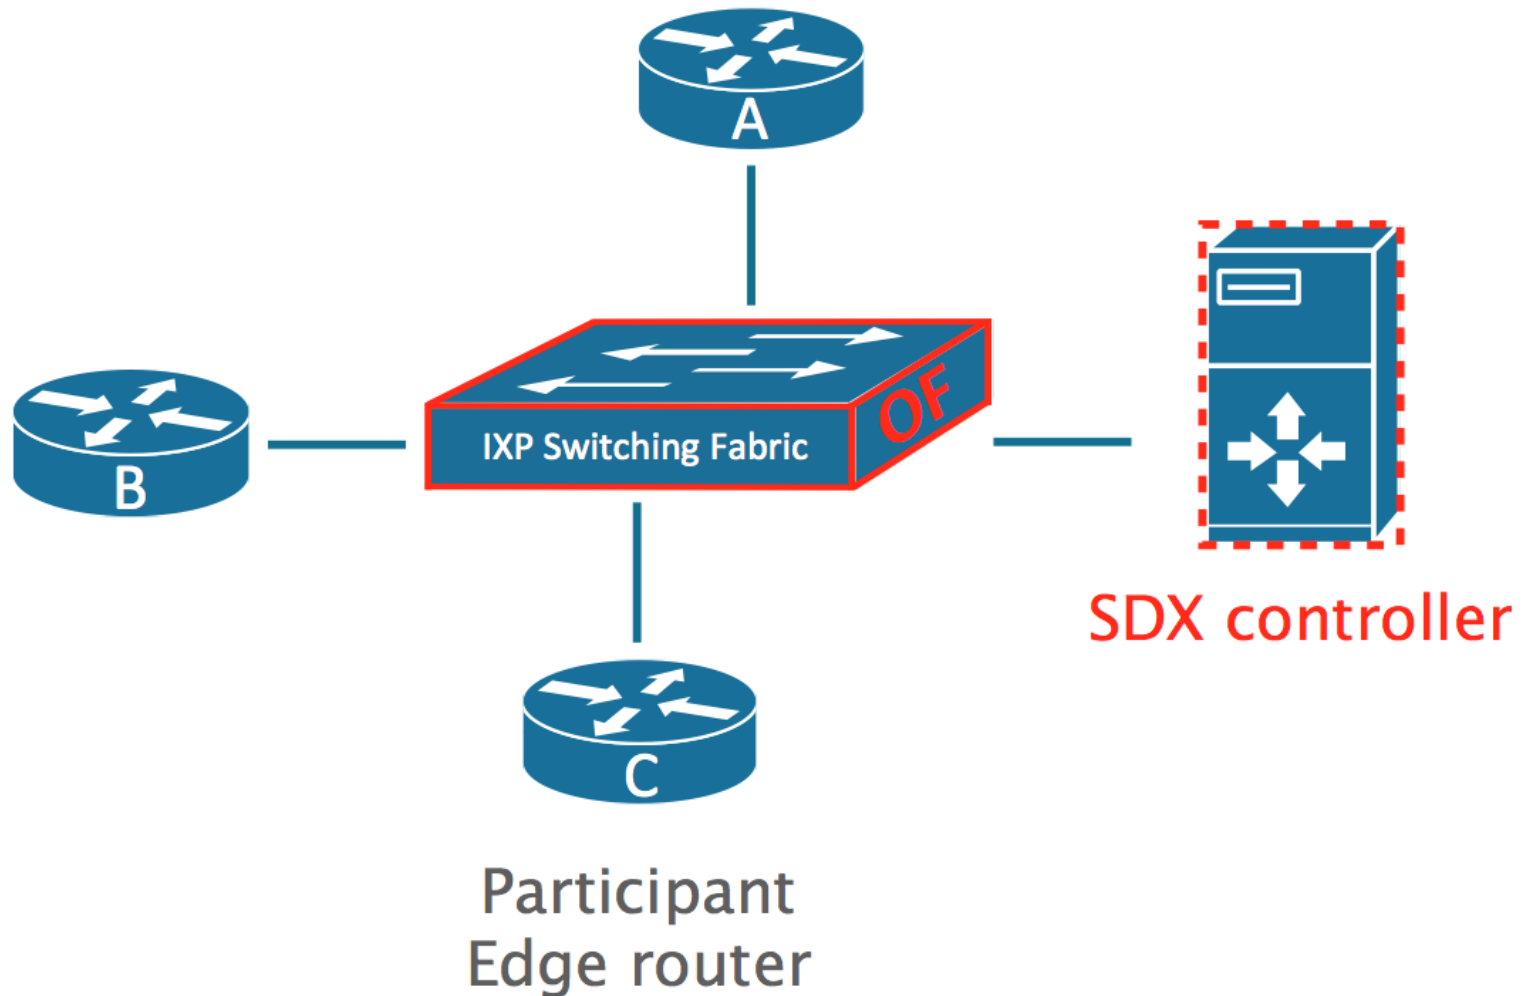 A
OF
IXP Switching Fabric
B
SDX controller
C
Participant
Edge router